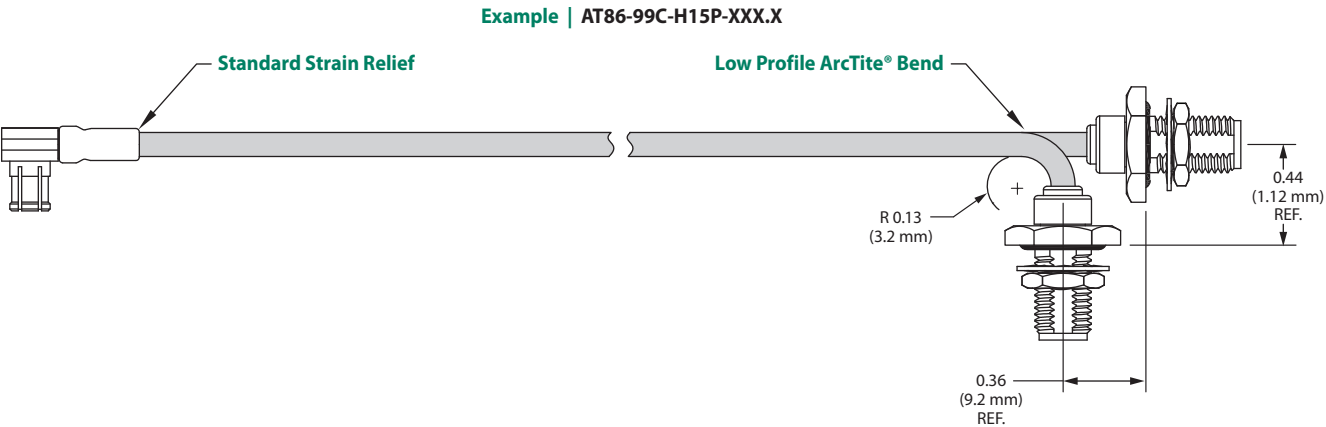 Example | AT86-99C-H15P-XXX.X
Standard Strain Relief
Low Profile ArcTite® Bend
0.44
(1.12 mm)
REF.
R 0.13
(3.2 mm)
0.36
(9.2 mm)
REF.